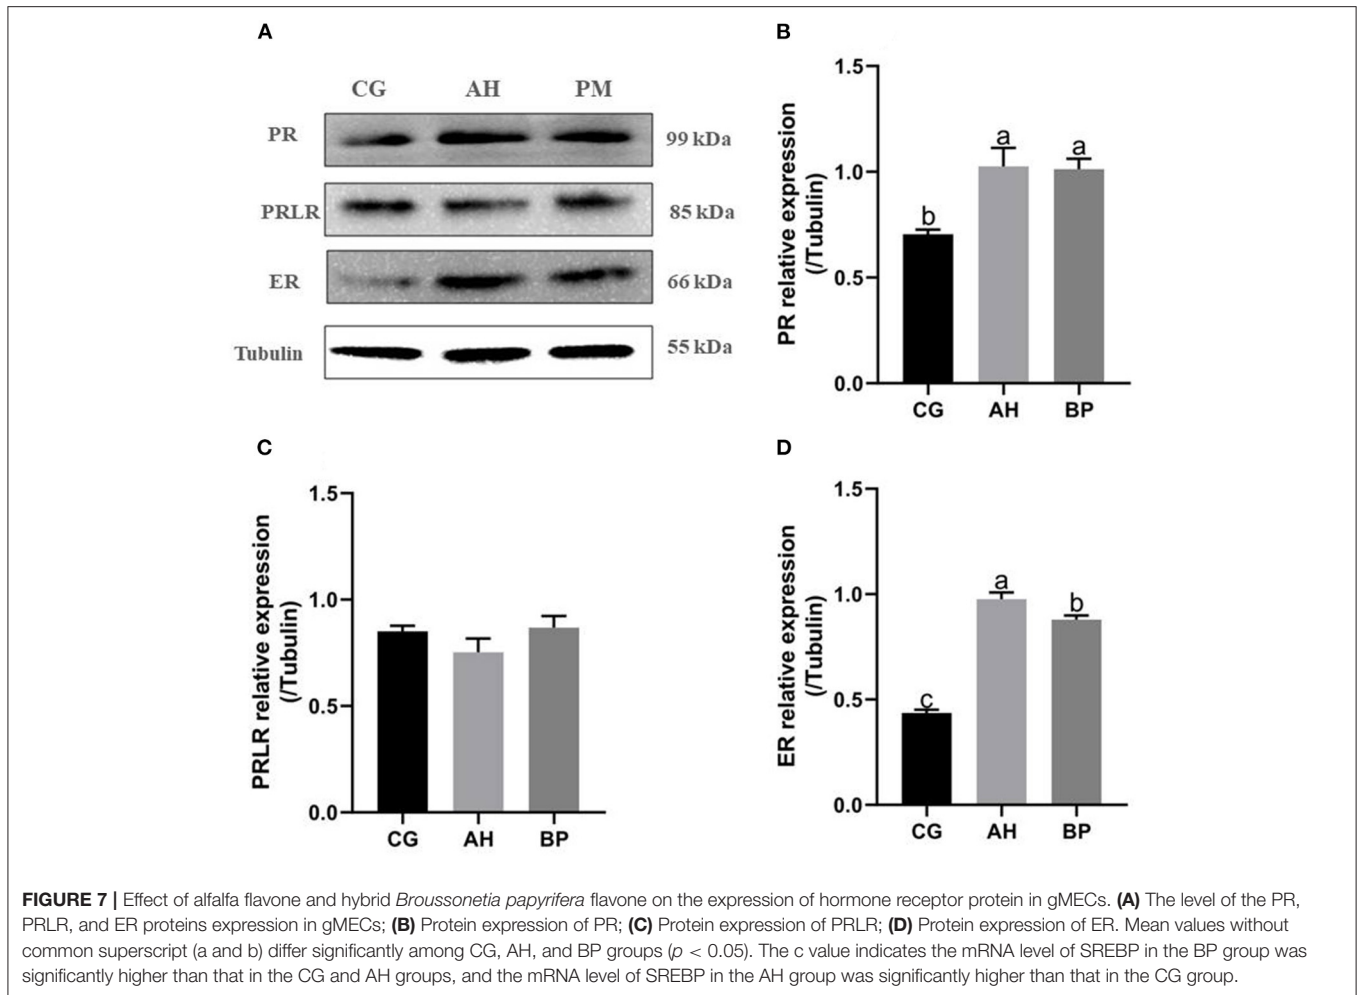 A
CG AH PM
PR 99 kDa
PRLR 85 kDa
ER 66 kDa
Tubulin 55 kDa
B
PR relative expression
(/Tubulin)
1.5
1.0
0.5
0.0
b a a
CG AH BP
C
PRLR relative expression
(/Tubulin)
1.5
1.0
0.5
0.0
CG AH BP
D
ER relative expression
(/Tubulin)
1.5
1.0
0.5
0.0
c a b
CG AH BP
FIGURE 7 | Effect of alfalfa flavone and hybrid Broussonetia papyrifera flavone on the expression of hormone receptor protein in gMECs. (A) The level of the PR,
PRLR, and ER proteins expression in gMECs; (B) Protein expression of PR; (C) Protein expression of PRLR; (D) Protein expression of ER. Mean values without
common superscript (a and b) differ significantly among CG, AH, and BP groups (p < 0.05). The c value indicates the mRNA level of SREBP in the BP group was
significantly higher than that in the CG and AH groups, and the mRNA level of SREBP in the AH group was significantly higher than that in the CG group.